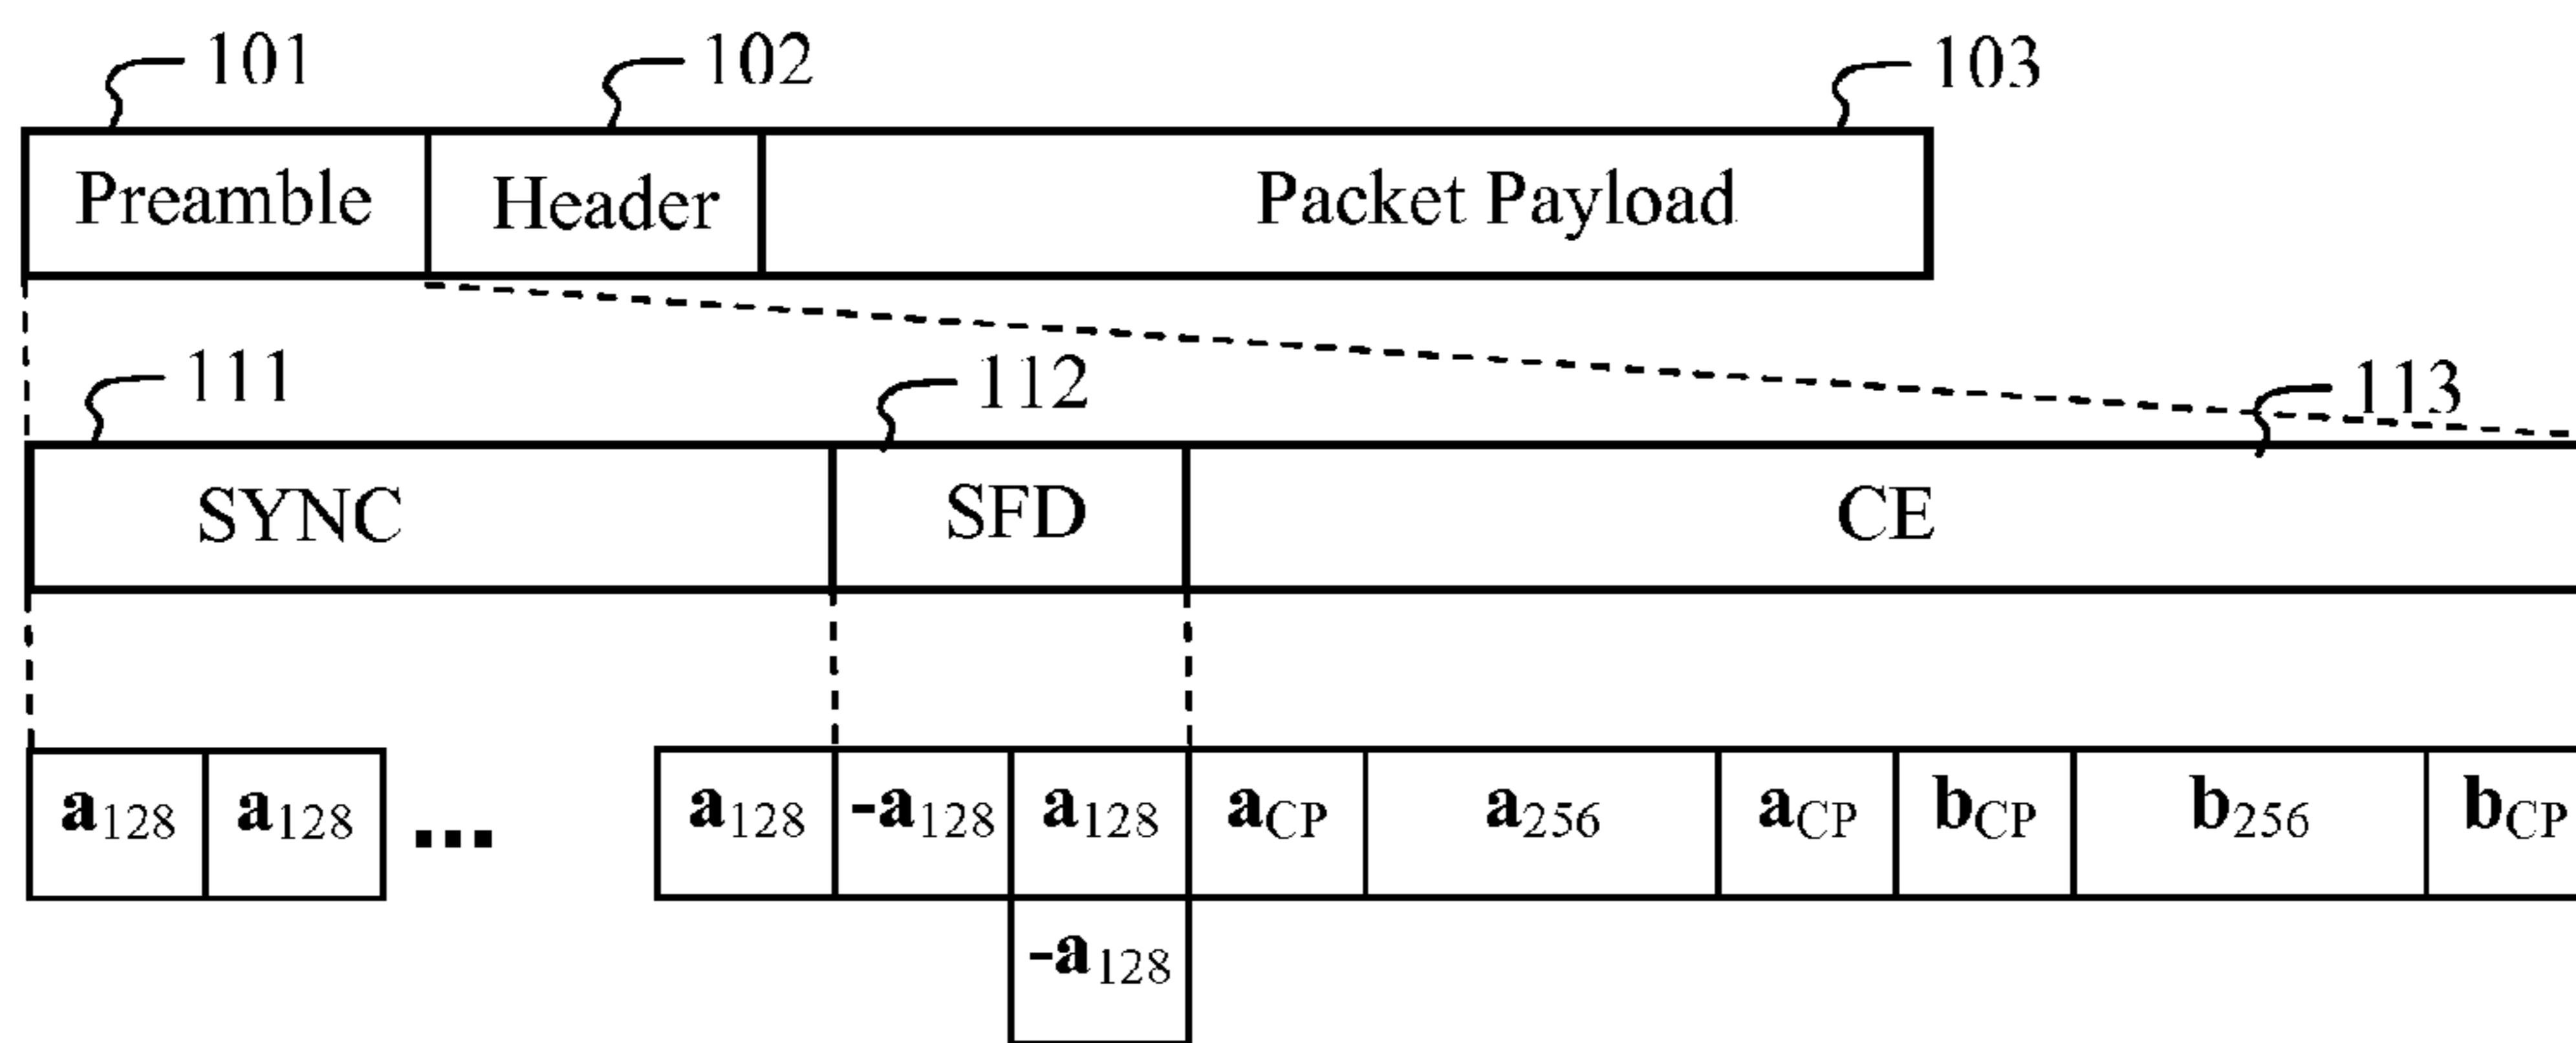 101 102 103
Preamble Header Packet Payload
111 112 113
SYNC SFD CE
a128 a128 ... a128 -a128 a128 aCP a256 aCP bCP b256 bCP
-a128